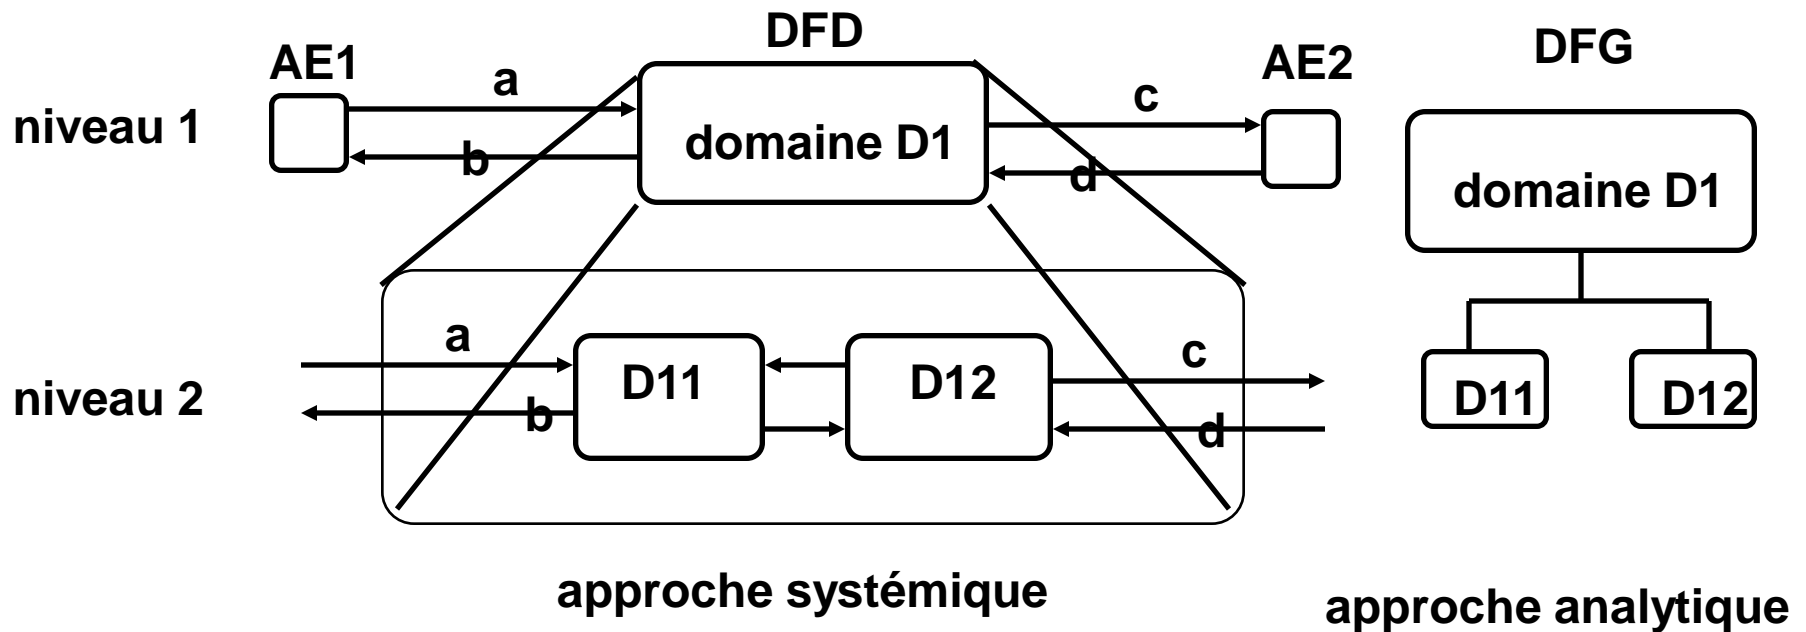 DFD
DFG
AE1
AE2
a
c
niveau 1
domaine D1
b
d
domaine D1
a
c
D11
D12
niveau 2
b
d
D11
D12
approche systémique
approche analytique